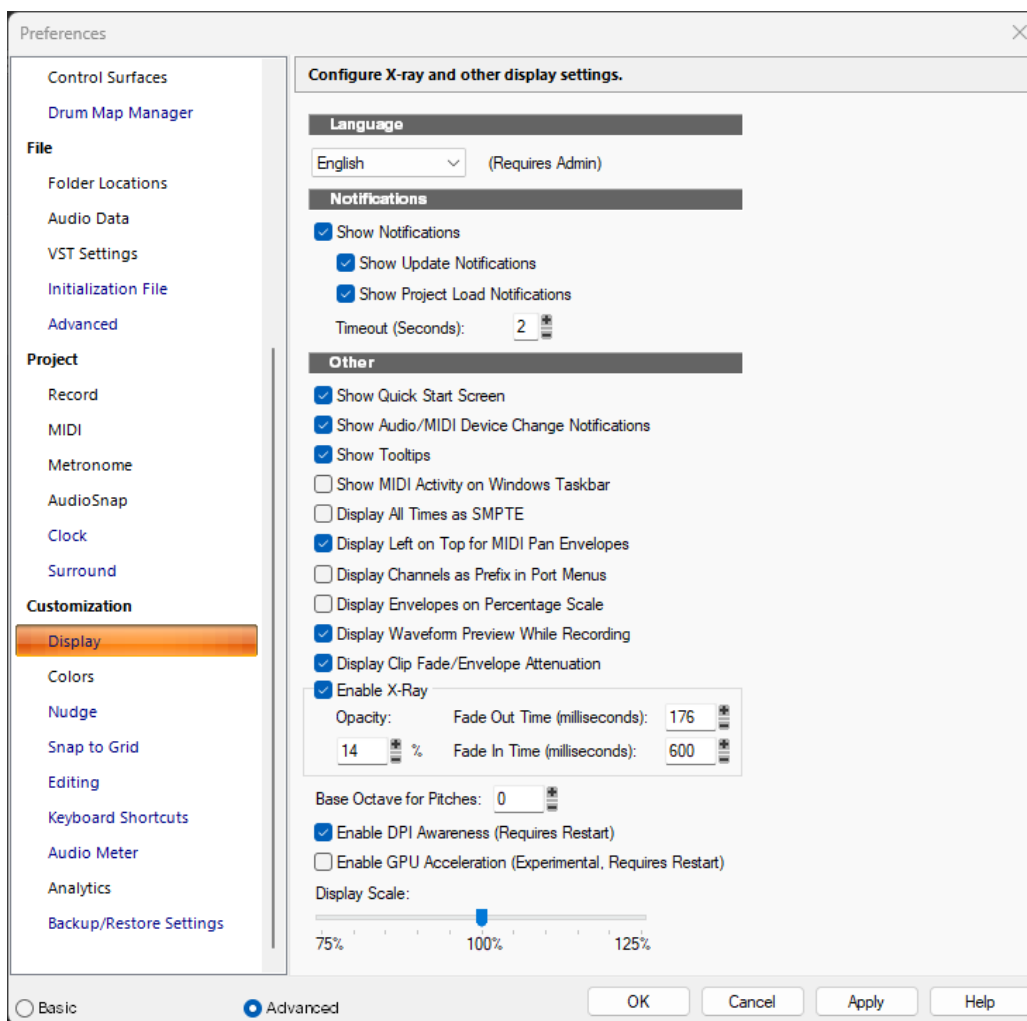 Preferences
Control Surfaces
Drum Map Manager
File
Folder Locations
Audio Data
VST Settings
Initialization File
Advanced
Project
Record
MIDI
Metronome
AudioSnap
Clock
Surround
Customization
Display
Colors
Nudge
Snap to Grid
Editing
Keyboard Shortcuts
Audio Meter
Analytics
Backup/Restore Settings
Basic
Advanced
Configure X-ray and other display settings.
Language
English (Requires Admin)
Notifications
Show Notifications
Show Update Notifications
Show Project Load Notifications
Timeout (Seconds): 2
Other
Show Quick Start Screen
Show Audio/MIDI Device Change Notifications
Show Tooltips
Show MIDI Activity on Windows Taskbar
Display All Times as SMPTE
Display Left on Top for MIDI Pan Envelopes
Display Channels as Prefix in Port Menus
Display Envelopes on Percentage Scale
Display Waveform Preview While Recording
Display Clip Fade/Envelope Attenuation
Enable X-Ray
Opacity: Fade Out Time (milliseconds): 176
14 % Fade In Time (milliseconds): 600
Base Octave for Pitches: 0
Enable DPI Awareness (Requires Restart)
Enable GPU Acceleration (Experimental, Requires Restart)
Display Scale:
75% 100% 125%
OK Cancel Apply Help